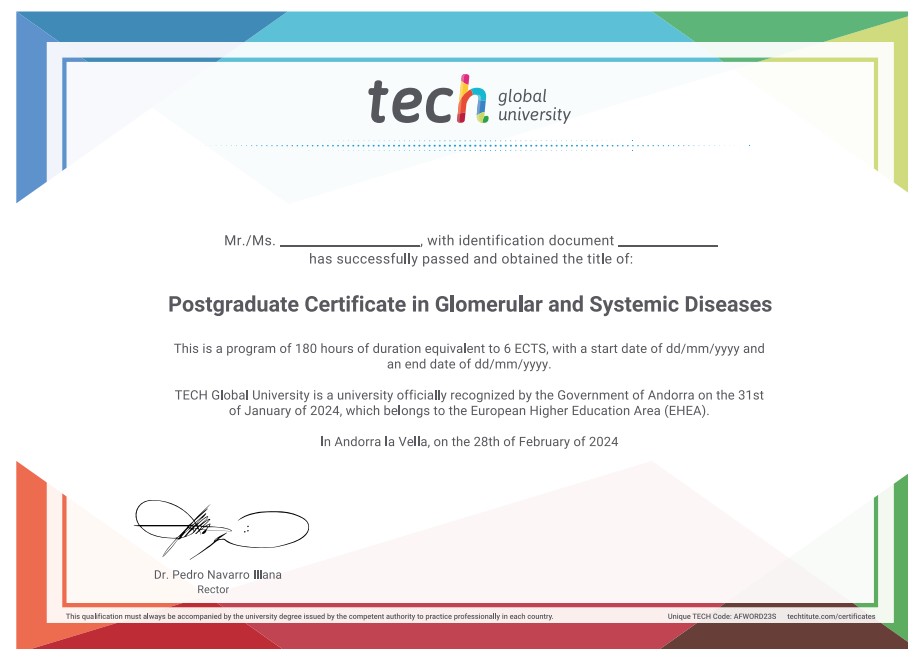 tech global university
Mr./Ms. ____________, with identification document ____________
has successfully passed and obtained the title of:
Postgraduate Certificate in Glomerular and Systemic Diseases
This is a program of 180 hours of duration equivalent to 6 ECTS, with a start date of dd/mm/yyyy and
an end date of dd/mm/yyyy.
TECH Global University is a university officially recognized by the Government of Andorra on the 31st
of January of 2024, which belongs to the European Higher Education Area (EHEA).
In Andorra la Vella, on the 28th of February of 2024
Dr. Pedro Navarro Illana
Rector
This qualification must always be accompanied by the university degree issued by the competent authority to practice professionally in each country.
Unique TECH Code: AFWORD23S techtitute.com/certificates